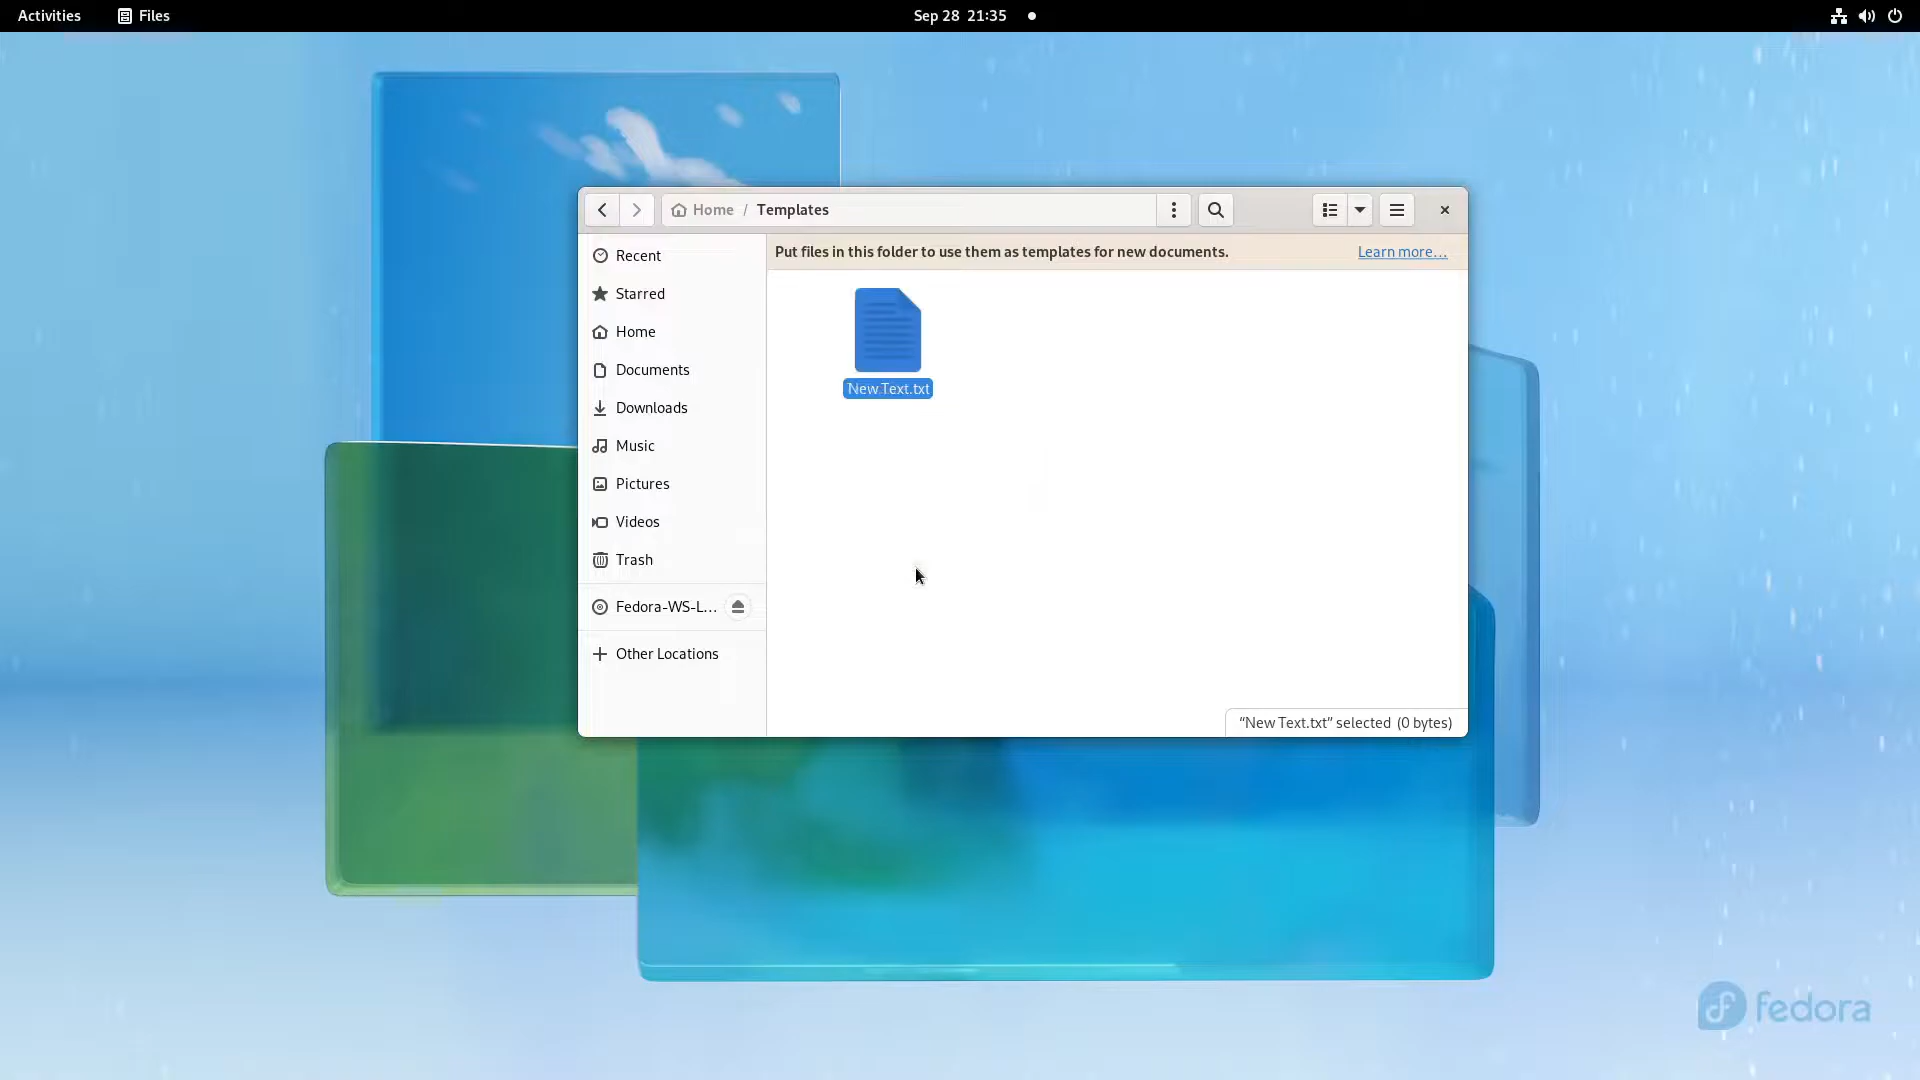 Activities
Files
Sep 28 21:35
Home / Templates
Put files in this folder to use them as templates for new documents.
Learn more…
Recent
Starred
Home
Documents
Downloads
Music
Pictures
Videos
Trash
Fedora-WS-L…
Other Locations
New Text.txt
“New Text.txt” selected (0 bytes)
fedora